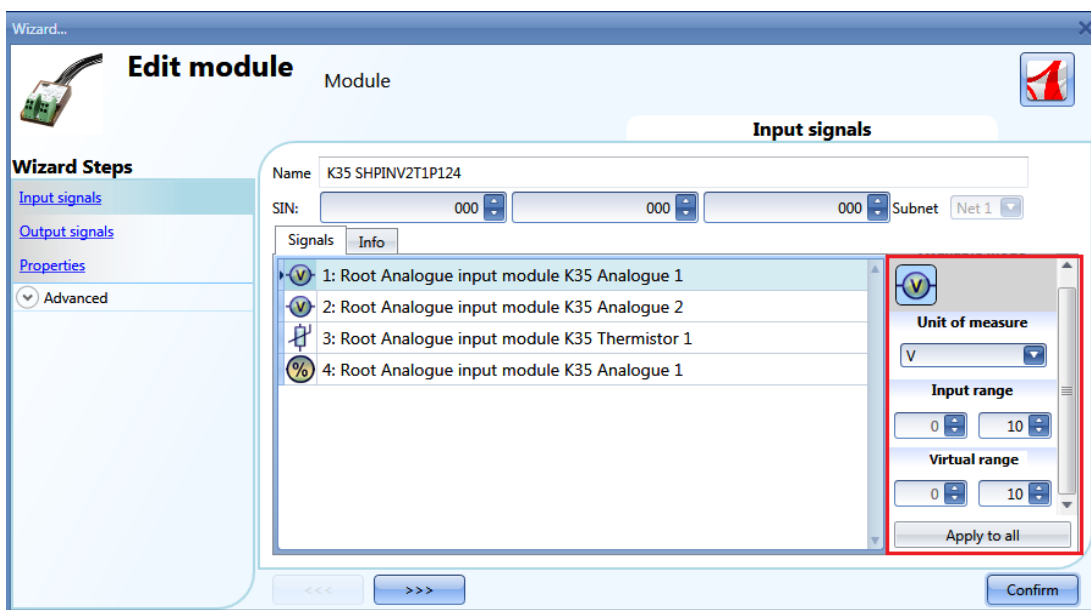 Wizard...
Edit module
Module
Input signals
Wizard Steps
Input signals
Output signals
Properties
Advanced
Name K35 SHPINV2T1P124
SIN: 000 000 000 Subnet Net 1
Signals Info
V 1: Root Analogue input module K35 Analogue 1
V 2: Root Analogue input module K35 Analogue 2
3: Root Analogue input module K35 Thermistor 1
% 4: Root Analogue input module K35 Analogue 1
V
Unit of measure
V
Input range
0 10
Virtual range
0 10
Apply to all
<<< >>> Confirm